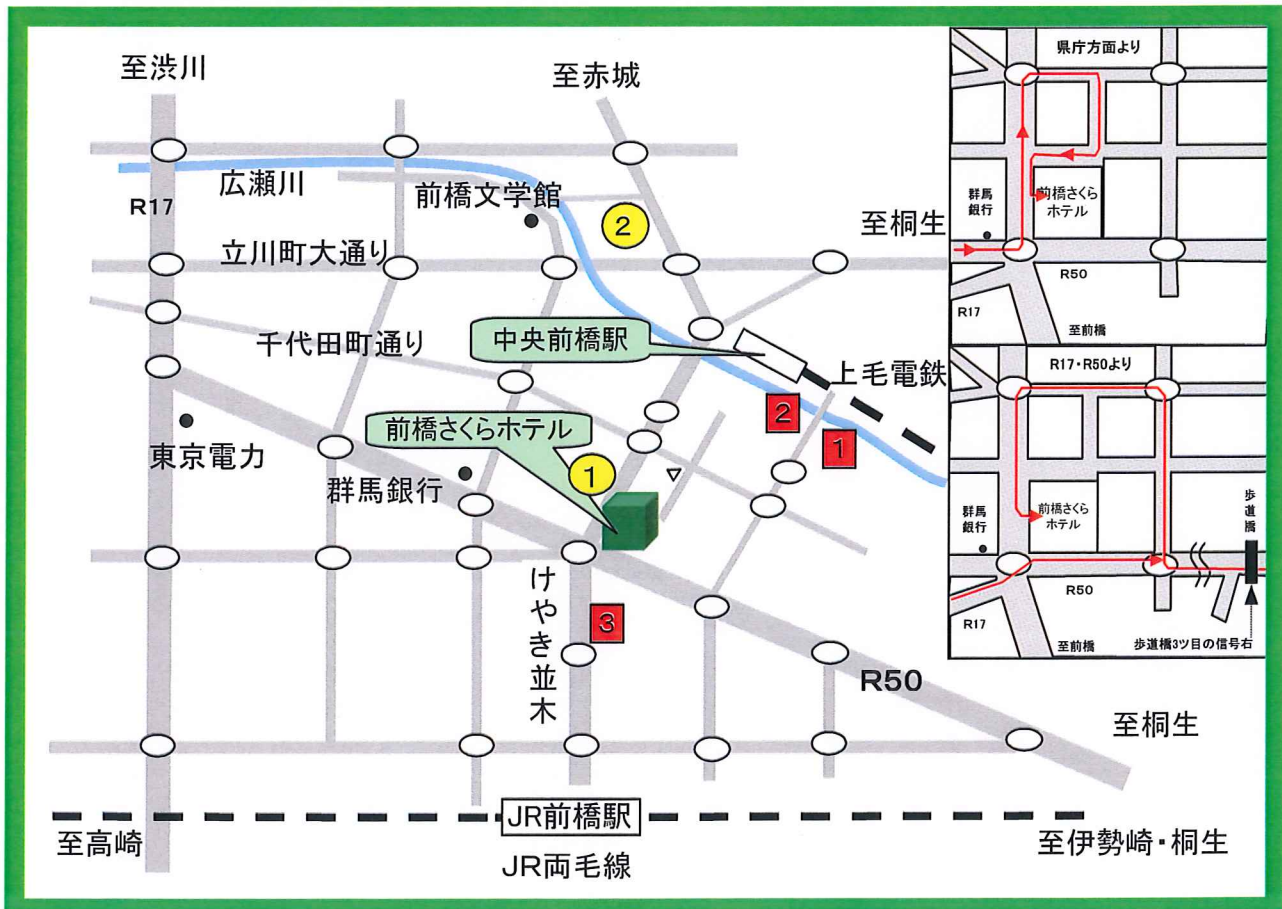 至渋川
至赤城
広瀬川
R17
前橋文学館
②
至桐生
立川町大通り
千代田町通り
中央前橋駅
上毛電鉄
2
1
前橋さくらホテル
東京電力
群馬銀行
①
けやき並木
3
R50
至桐生
JR前橋駅
至高崎
JR両毛線
至伊勢崎・桐生
県庁方面より
群馬
銀行
前橋さくら
ホテル
R50
R17
至前橋
R17・R50より
群馬
銀行
前橋さくら
ホテル
歩道橋
R50
R17
至前橋
歩道橋3ツ目の信号右